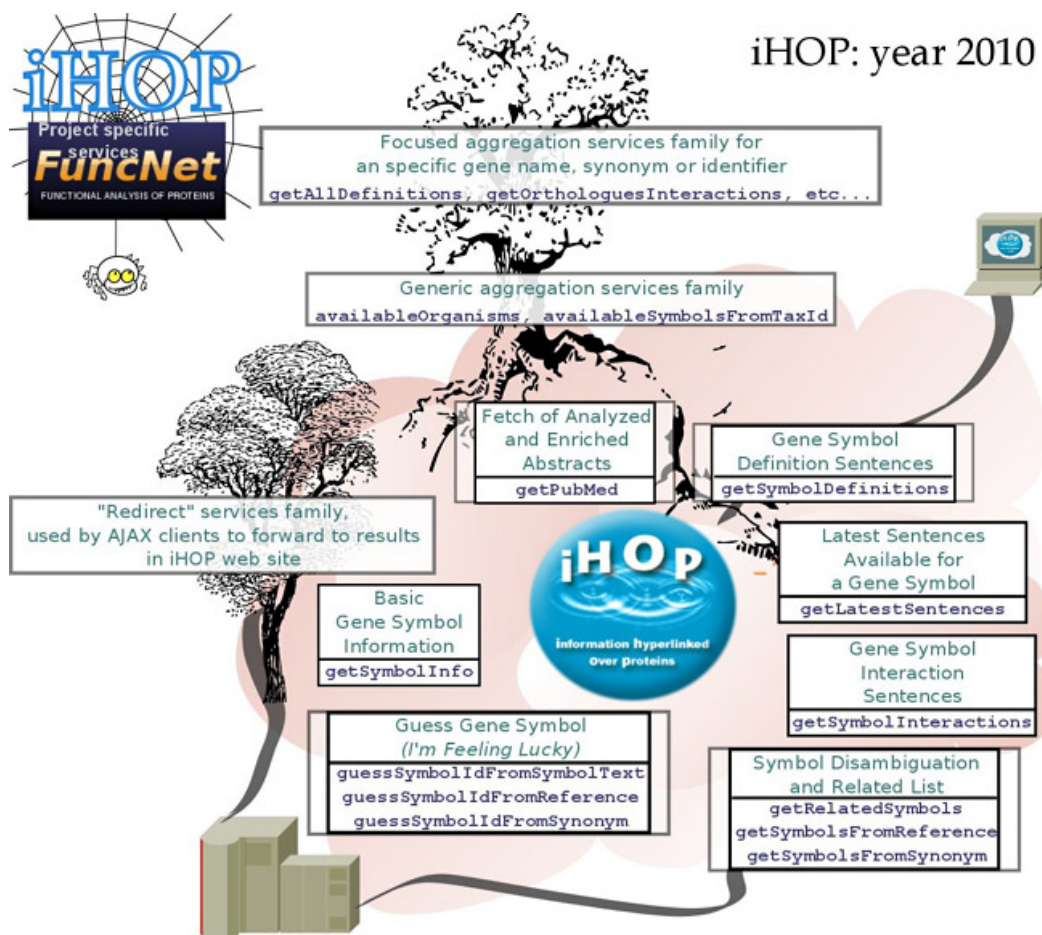 iHOP: year 2010
iHOP
Project specific
services
FuncNet
FUNCTIONAL ANALYSIS OF PROTEINS
Focused aggregation services family for
an specific gene name, synonym or identifier
getAllDefinitions, getOrthologuesInteractions, etc...
Generic aggregation services family
availableOrganisms, availableSymbolsFromTaxId
Fetch of Analyzed
and Enriched
Abstracts
getPubMed
Gene Symbol
Definition Sentences
getSymbolDefinitions
"Redirect" services family,
used by AJAX clients to forward to results
in iHOP web site
iHOP
information hyperlinked
over proteins
Latest Sentences
Available for
a Gene Symbol
getLatestSentences
Basic
Gene Symbol
Information
getSymbolInfo
Gene Symbol
Interaction
Sentences
getSymbolInteractions
Guess Gene Symbol
(I'm Feeling Lucky)
guessSymbolIdFromSymbolText
guessSymbolIdFromReference
guessSymbolIdFromSynonym
Symbol Disambiguation
and Related List
getRelatedSymbols
getSymbolsFromReference
getSymbolsFromSynonym